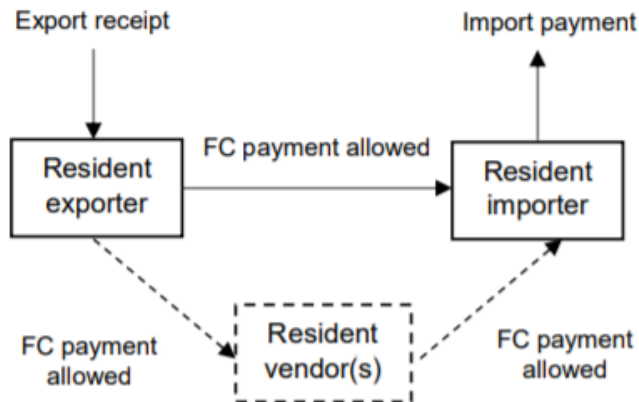 Export receipt
Import payment
FC payment allowed
Resident
exporter
Resident
importer
FC payment
allowed
Resident
vendor(s)
FC payment
allowed